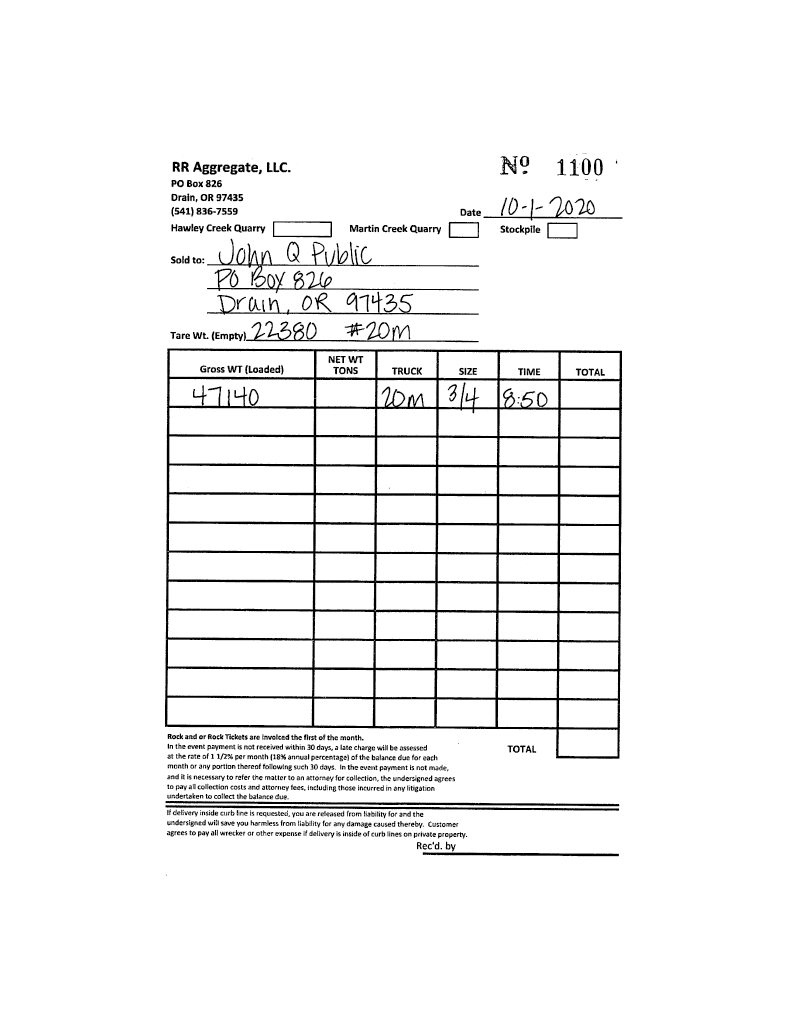 RR Aggregate, LLC.
Nº 1100
PO Box 826
Drain, OR 97435
(541) 836-7559
Date 10-1-2020
Hawley Creek Quarry Martin Creek Quarry Stockpile
Sold to: John Q Public
PO Box 826
Drain, OR 97435
Tare Wt. (Empty) 22380 #20M
Gross WT (Loaded) NET WT TONS TRUCK SIZE TIME TOTAL
47140 20M 3/4 8:50
Rock and or Rock Tickets are invoiced the first of the month.
In the event payment is not received within 30 days, a late charge will be assessed
at the rate of 1 1/2% per month (18% annual percentage) of the balance due for each
month or any portion thereof following such 30 days. In the event payment is not made,
and it is necessary to refer the matter to an attorney for collection, the undersigned agrees
to pay all collection costs and attorney fees, including those incurred in any litigation
undertaken to collect the balance due.
TOTAL
If delivery inside curb line is requested, you are released from liability for and the
undersigned will save you harmless from liability for any damage caused thereby. Customer
agrees to pay all wrecker or other expense if delivery is inside of curb lines on private property.
Rec'd. by